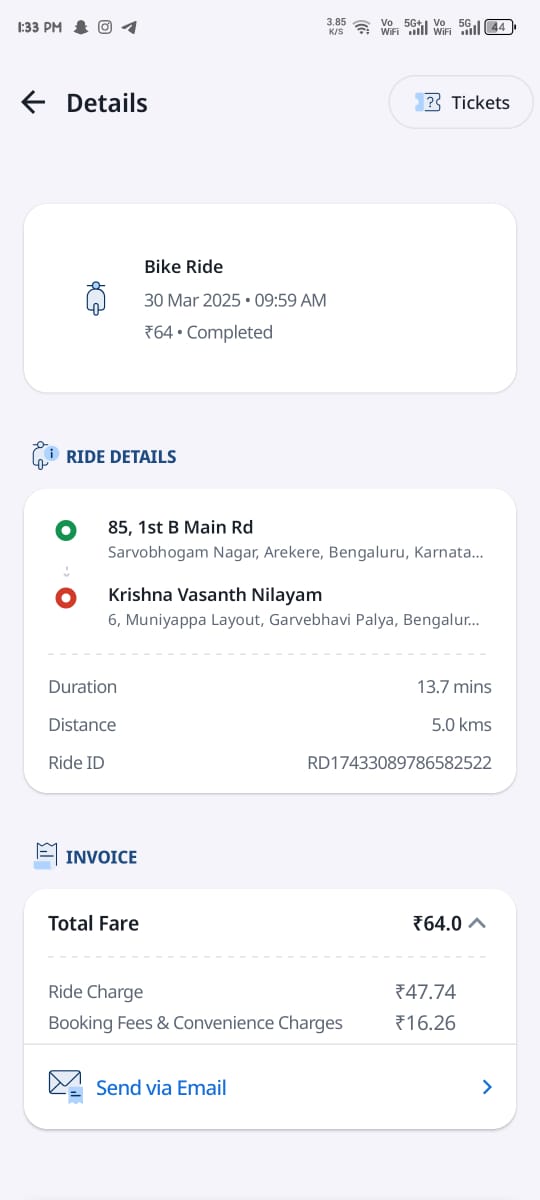 1:33 PM 3.85 K/S Vo WiFi 5G+ Vo WiFi 5G 44
Details
Tickets
Bike Ride
30 Mar 2025 • 09:59 AM
₹64 • Completed
RIDE DETAILS
85, 1st B Main Rd
Sarvobhogam Nagar, Arekere, Bengaluru, Karnata...
Krishna Vasanth Nilayam
6, Muniyappa Layout, Garvebhavi Palya, Bengalur...
Duration 13.7 mins
Distance 5.0 kms
Ride ID RD17433089786582522
INVOICE
Total Fare ₹64.0
Ride Charge ₹47.74
Booking Fees & Convenience Charges ₹16.26
Send via Email